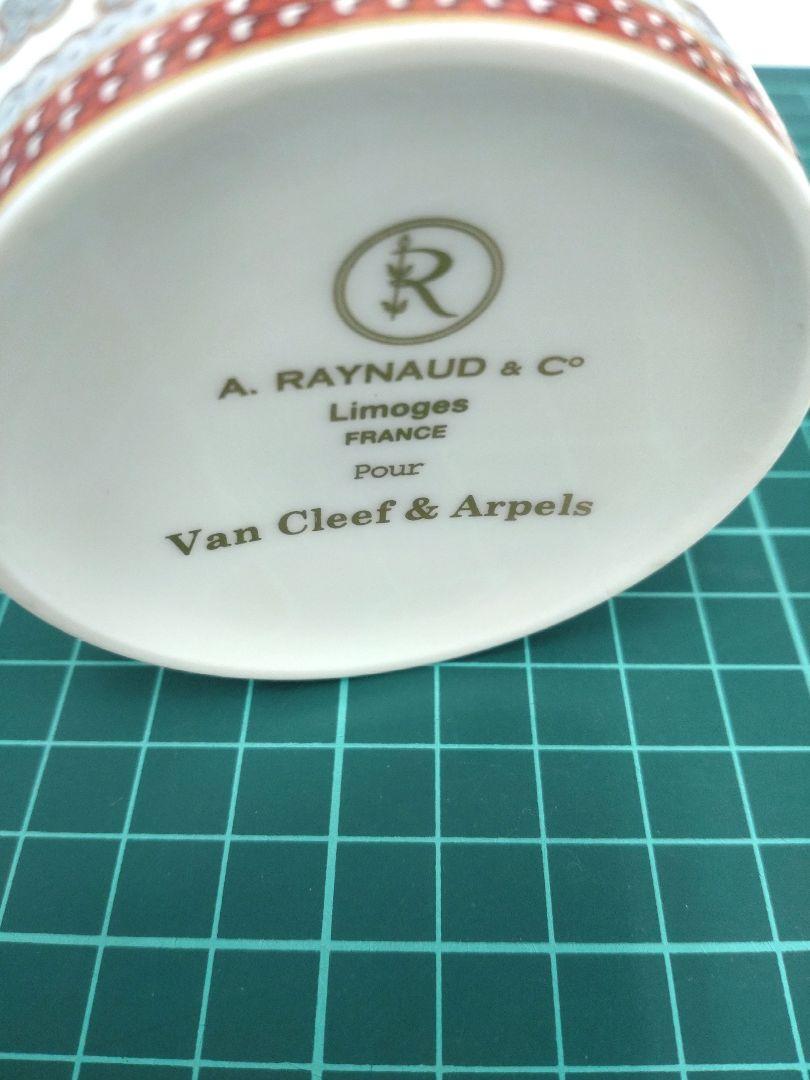 R
A. RAYNAUD & Cº
Limoges
FRANCE
Pour
Van Cleef & Arpels